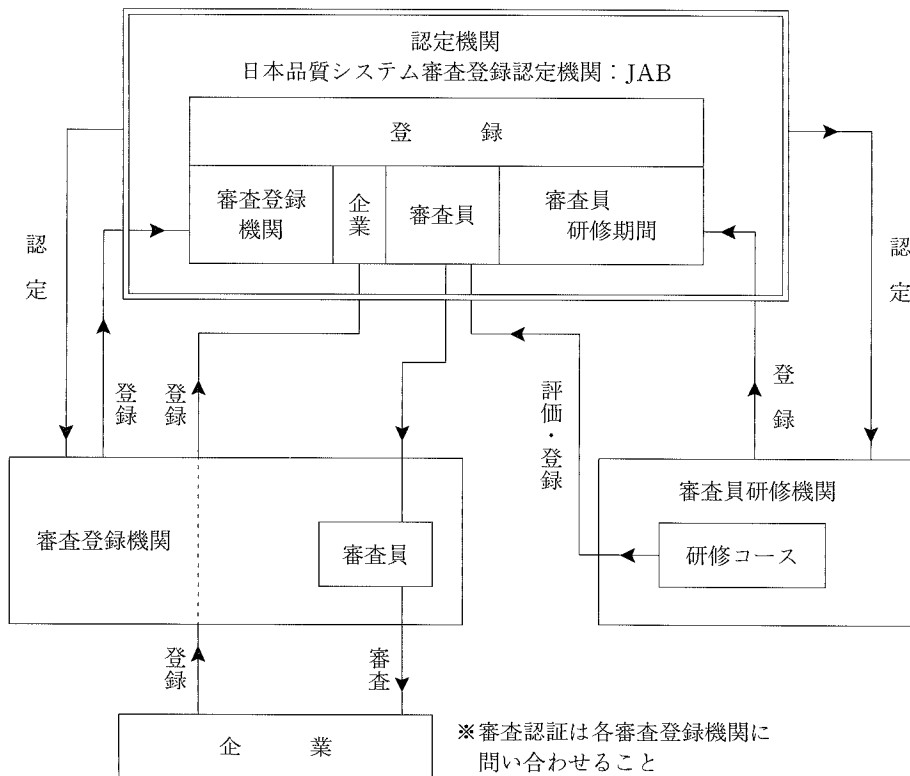 認定機関
日本品質システム審査登録認定機関：JAB
登録
審査登録
機関
企業
審査員
審査員
研修期間
認定
認定
登録
登録
評価・登録
登録
審査登録機関
審査員
審査員研修機関
研修コース
登録
審査
企業
※審査認証は各審査登録機関に
問い合わせること